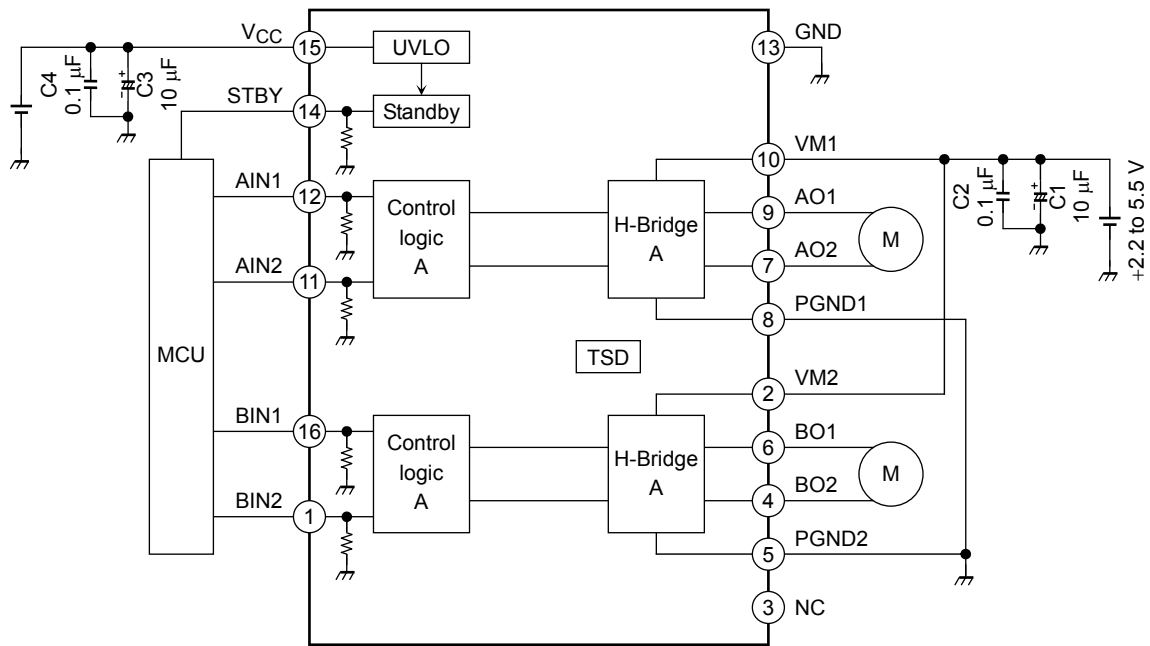 VCC
15
UVLO
13
GND
C4
0.1 μF
C3
10 μF
STBY
14
Standby
MCU
AIN1
12
AIN2
11
Control
logic
A
H-Bridge
A
10
VM1
9
AO1
7
AO2
M
8
PGND1
C2
0.1 μF
C1
10 μF
+2.2 to 5.5 V
TSD
BIN1
16
BIN2
1
Control
logic
A
H-Bridge
A
2
VM2
6
BO1
4
BO2
M
5
PGND2
3
NC